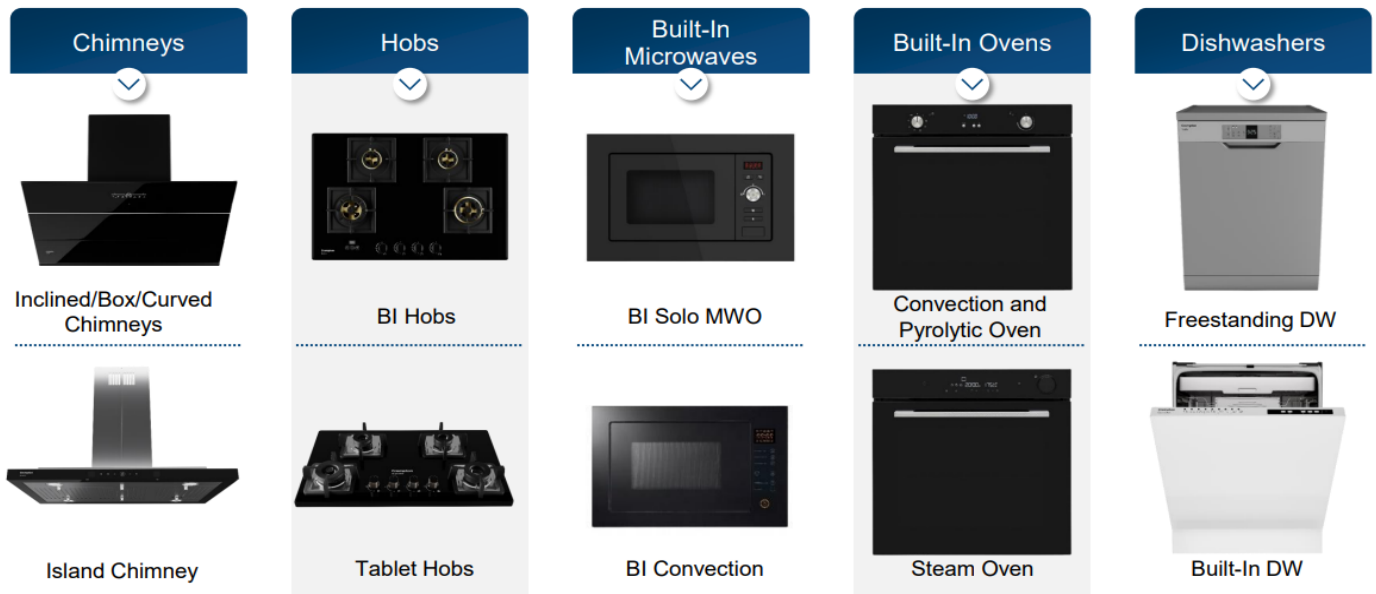 Chimneys
Hobs
Built-In
Microwaves
Built-In Ovens
Dishwashers
Inclined/Box/Curved
Chimneys
BI Hobs
BI Solo MWO
Convection and
Pyrolytic Oven
Freestanding DW
Island Chimney
Tablet Hobs
BI Convection
Steam Oven
Built-In DW